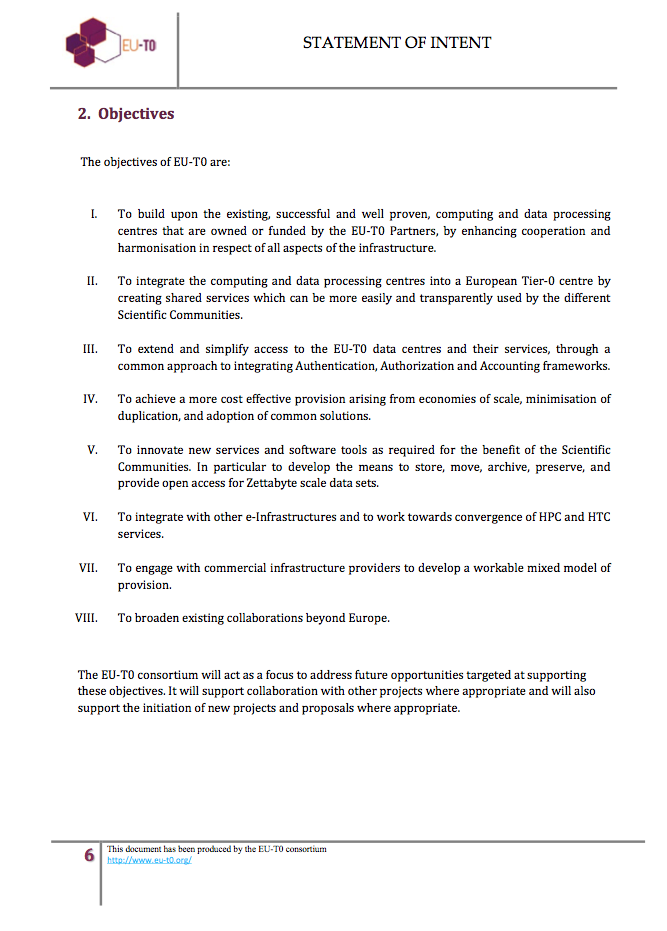 EU-T0
STATEMENT OF INTENT
2. Objectives
The objectives of EU-T0 are:
I. To build upon the existing, successful and well proven, computing and data processing
centres that are owned or funded by the EU-T0 Partners, by enhancing cooperation and
harmonisation in respect of all aspects of the infrastructure.
II. To integrate the computing and data processing centres into a European Tier-0 centre by
creating shared services which can be more easily and transparently used by the different
Scientific Communities.
III. To extend and simplify access to the EU-T0 data centres and their services, through a
common approach to integrating Authentication, Authorization and Accounting frameworks.
IV. To achieve a more cost effective provision arising from economies of scale, minimisation of
duplication, and adoption of common solutions.
V. To innovate new services and software tools as required for the benefit of the Scientific
Communities. In particular to develop the means to store, move, archive, preserve, and
provide open access for Zettabyte scale data sets.
VI. To integrate with other e-Infrastructures and to work towards convergence of HPC and HTC
services.
VII. To engage with commercial infrastructure providers to develop a workable mixed model of
provision.
VIII. To broaden existing collaborations beyond Europe.
The EU-T0 consortium will act as a focus to address future opportunities targeted at supporting
these objectives. It will support collaboration with other projects where appropriate and will also
support the initiation of new projects and proposals where appropriate.
6
This document has been produced by the EU-T0 consortium
http://www.eu-t0.org/